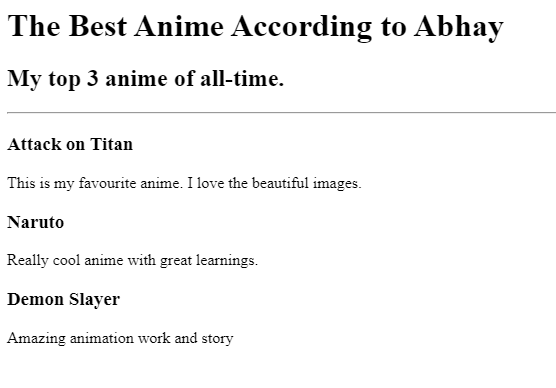 The Best Anime According to Abhay
My top 3 anime of all-time.
Attack on Titan
This is my favourite anime. I love the beautiful images.
Naruto
Really cool anime with great learnings.
Demon Slayer
Amazing animation work and story